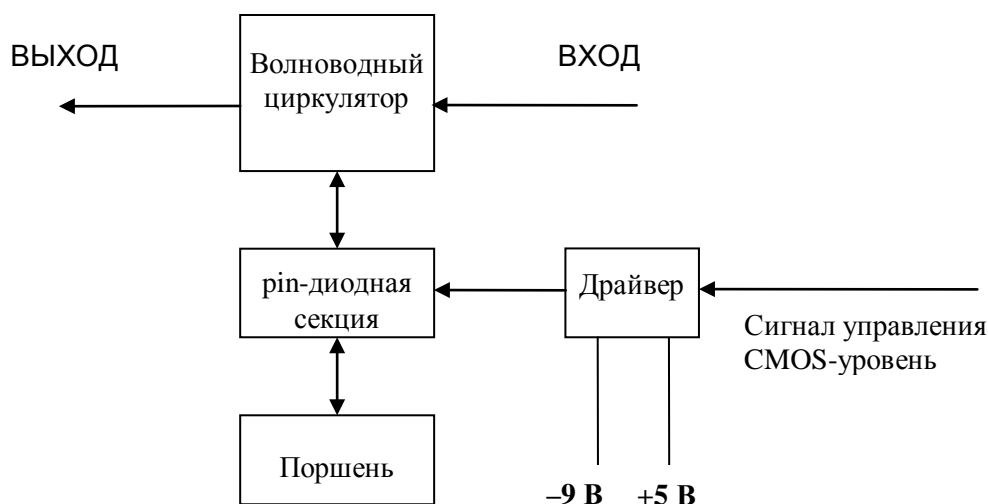 ВЫХОД
Волноводный
циркулятор
ВХОД
pin-диодная
секция
Драйвер
Сигнал управления
CMOS-уровень
Поршень
–9 В
+5 В